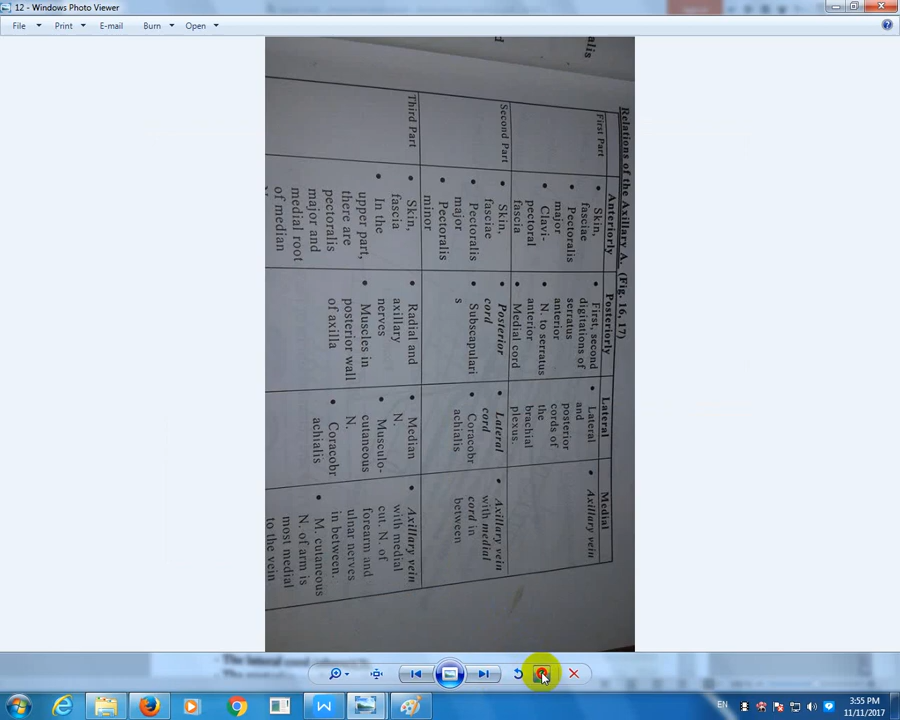 12 - Windows Photo Viewer
File
Print
E-mail
Burn
Open
alis
d
Relations of the Axillary A. (Fig. 16, 17)
Anteriorly
Posteriorly
Lateral
Medial
First Part
• Skin,
fasciae
• Pectoralis
major
• Clavi-
pectoral
fascia
• First, second
digitations of
serratus
anterior
• N. to serratus
anterior
• Medial cord
• Lateral
and
posterior
cords of
the
brachial
plexus.
• Axillary vein
Second Part
• Skin,
fasciae
• Pectoralis
major
• Pectoralis
minor
• Posterior
cord
• Subscapulari
s
• Lateral
cord
• Coracobr
achialis
• Axillary vein
with medial
cord in
between
Third Part
• Skin,
fascia
• In the
upper part,
there are
pectoralis
major and
medial root
of median
• Radial and
axillary
nerves
• Muscles in
posterior wall
of axilla
• Median
N.
• Musculo-
cutaneous
N.
• Coracobr
achialis
• Axillary vein
with medial
cut. N. of
forearm and
ulnar nerves
in between.
• M. cutaneous
N. of arm is
most medial
to the vein
EN
3:55 PM
11/11/2017